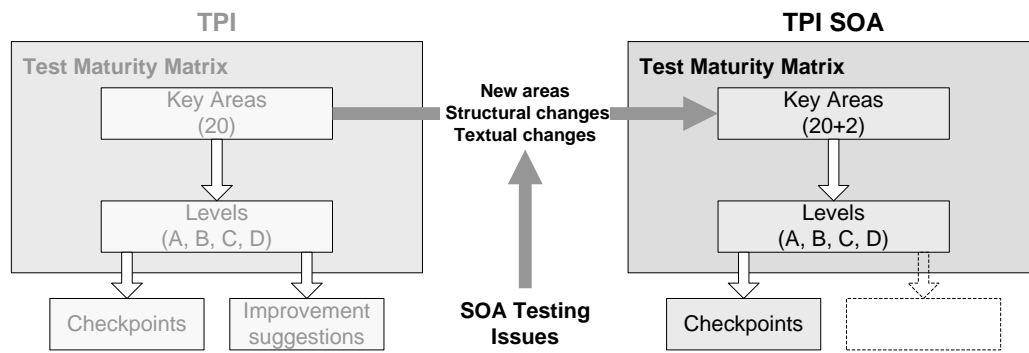 TPI
Test Maturity Matrix
Key Areas
(20)
Levels
(A, B, C, D)
Checkpoints
Improvement
suggestions
New areas
Structural changes
Textual changes
SOA Testing
Issues
TPI SOA
Test Maturity Matrix
Key Areas
(20+2)
Levels
(A, B, C, D)
Checkpoints